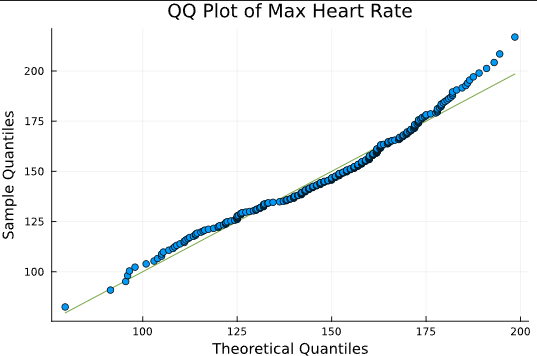 QQ Plot of Max Heart Rate
Sample Quantiles
200
175
150
125
100
100 125 150 175 200
Theoretical Quantiles